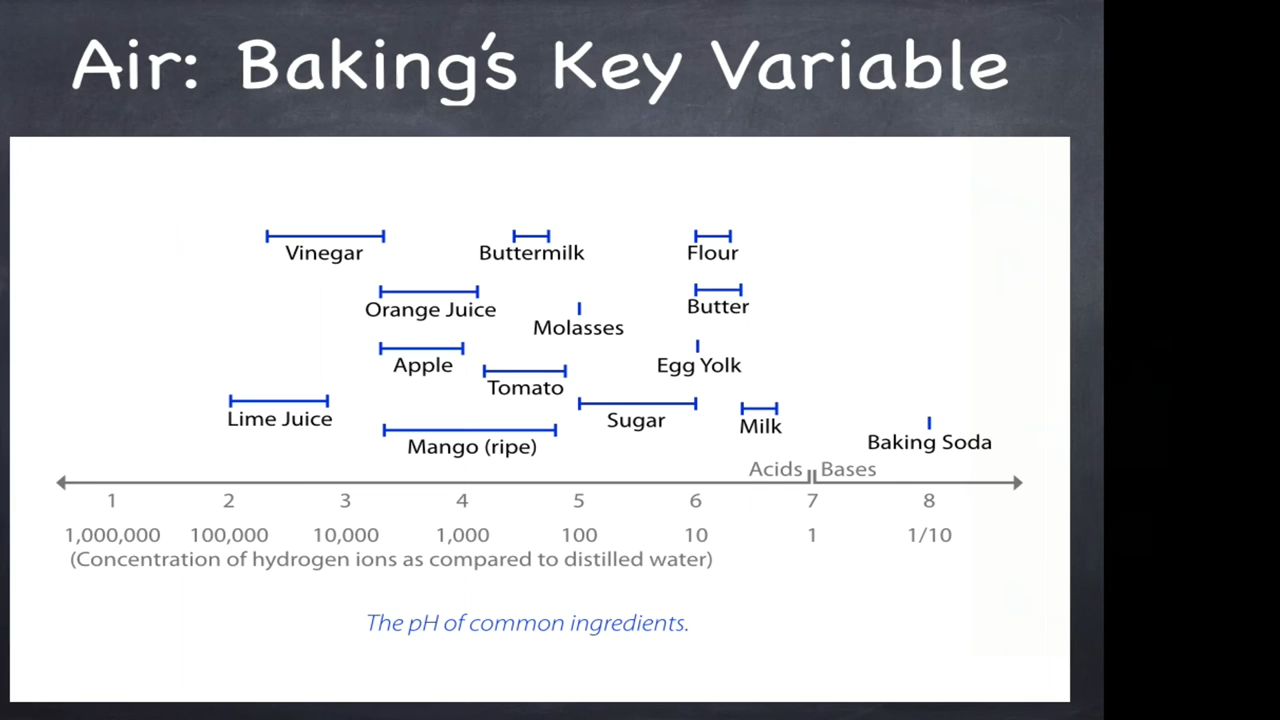 Air: Baking's Key Variable
Vinegar
Buttermilk
Flour
Orange Juice
Butter
Molasses
Apple
Egg Yolk
Tomato
Lime Juice
Sugar
Milk
Mango (ripe)
Baking Soda
Acids Bases
1 2 3 4 5 6 7 8
1,000,000 100,000 10,000 1,000 100 10 1 1/10
(Concentration of hydrogen ions as compared to distilled water)
The pH of common ingredients.